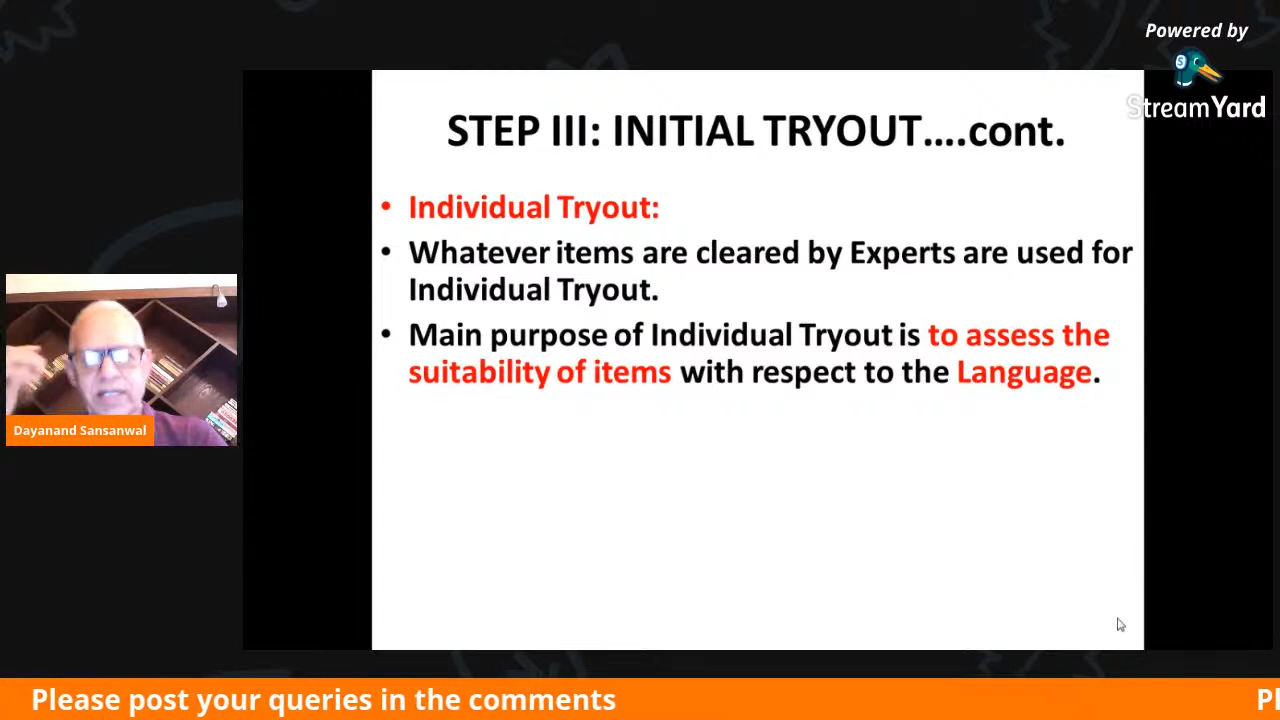 Powered by
StreamYard
STEP III: INITIAL TRYOUT....cont.
• Individual Tryout:
• Whatever items are cleared by Experts are used for
Individual Tryout.
• Main purpose of Individual Tryout is to assess the
suitability of items with respect to the Language.
Dayanand Sansanwal
Please post your queries in the comments